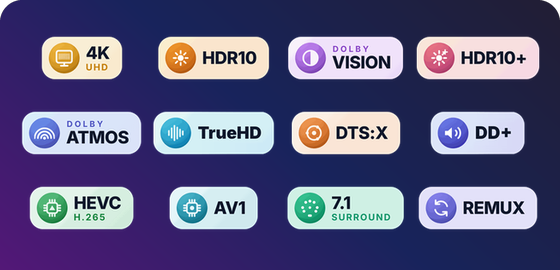 4K
UHD
HDR10
DOLBY
VISION
HDR10+
DOLBY
ATMOS
TrueHD
DTS:X
DD+
HEVC
H.265
AV1
7.1
SURROUND
REMUX